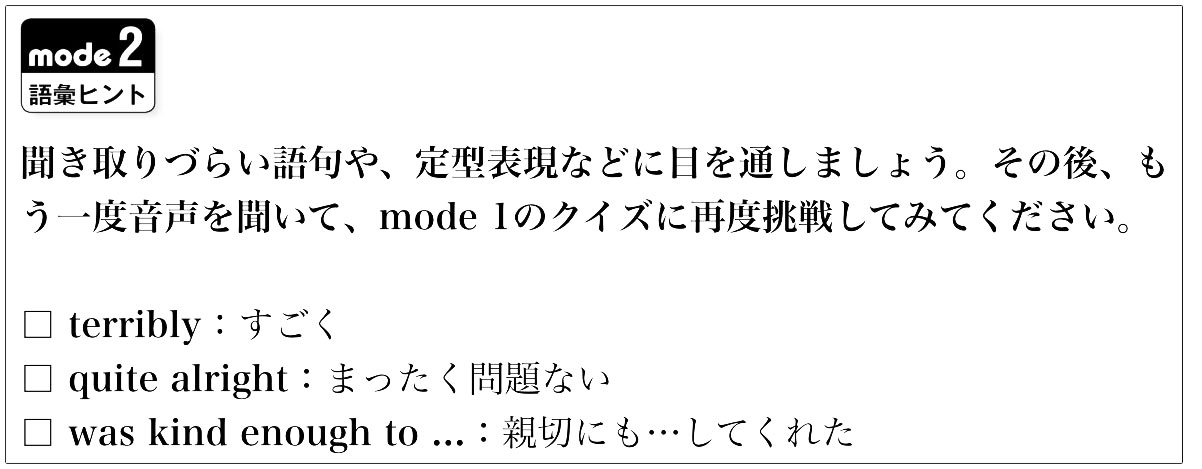 mode 2
語彙ヒント
聞き取りづらい語句や、定型表現などに目を通しましょう。その後、も
う一度音声を聞いて、mode 1のクイズに再度挑戦してみてください。
□ terribly：すごく
□ quite alright：まったく問題ない
□ was kind enough to ...：親切にも…してくれた